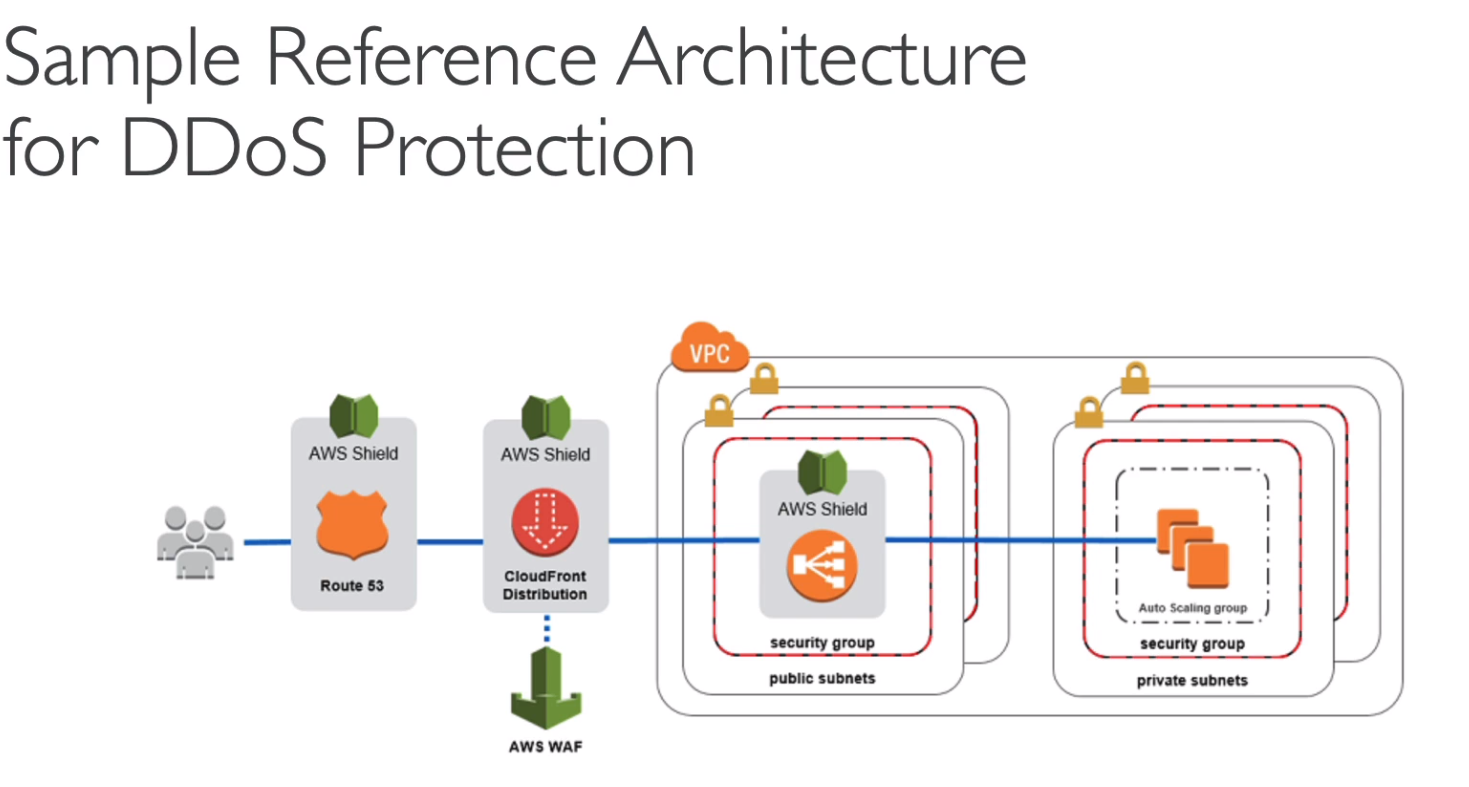 Sample Reference Architecture
for DDoS Protection
VPC
AWS Shield
Route 53
AWS Shield
CloudFront
Distribution
AWS WAF
AWS Shield
security group
public subnets
Auto Scaling group
security group
private subnets